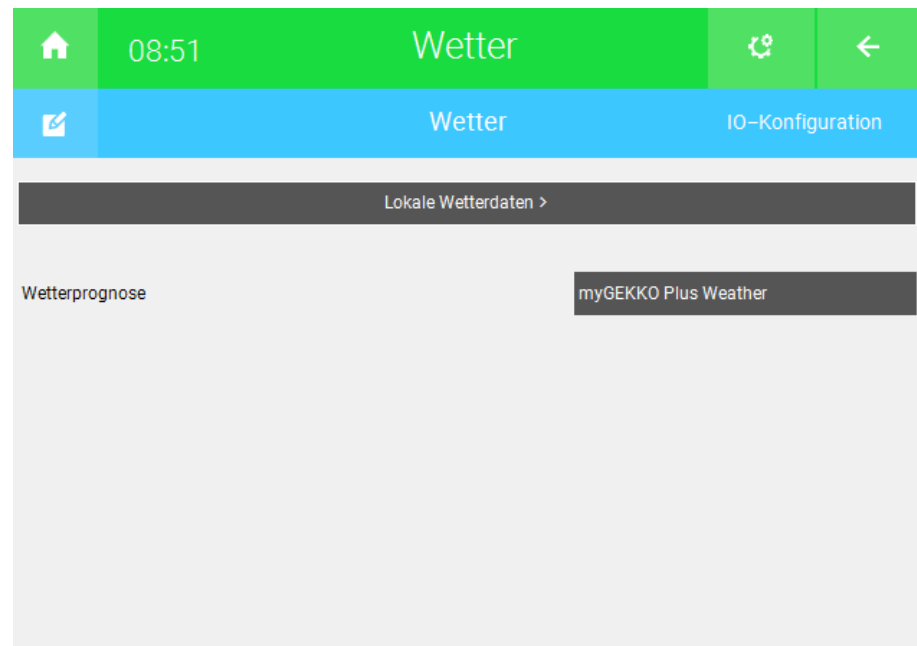 08:51
Wetter
Wetter
IO-Konfiguration
Lokale Wetterdaten >
Wetterprognose
myGEKKO Plus Weather